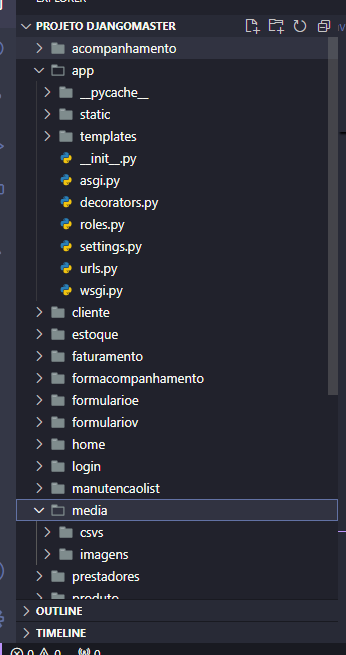 PROJETO DJANGOMASTER
acompanhamento
app
__pycache__
static
templates
__init__.py
asgi.py
decorators.py
roles.py
settings.py
urls.py
wsgi.py
cliente
estoque
faturamento
formacompanhamento
formularioe
formulariov
home
login
manutencaolist
media
csvs
imagens
prestadores
produto
OUTLINE
TIMELINE
0 0 0